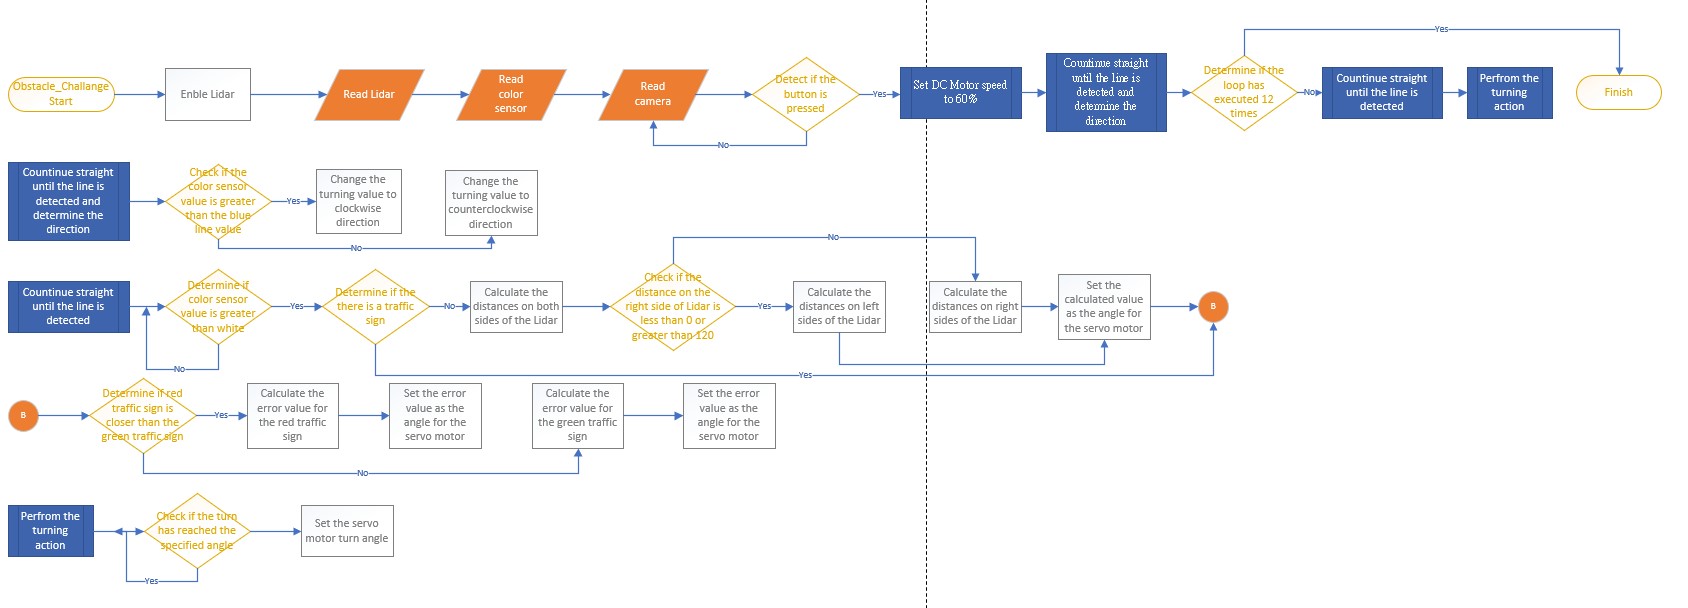 Yes
Obstacle_Challange
Start
Enble Lidar
Read Lidar
Read
color
sensor
Read
camera
Detect if the
button is
pressed
Yes
No
Set DC Motor speed
to 60%
Countinue straight
until the line is
detected and
determine the
direction
Determine if the
loop has
executed 12
times
No
Countinue straight
until the line is
detected
Perfrom the
turning
action
Finish
Countinue straight
until the line is
detected and
determine the
direction
Check if the
color sensor
value is greater
than the blue
line value
Yes
No
Change the
turning value to
clockwise
direction
Change the
turning value to
counterclockwise
direction
Countinue straight
until the line is
detected
Determine if
color sensor
value is greater
than white
Yes
No
Determine if the
there is a traffic
sign
No
Yes
Calculate the
distances on both
sides of the Lidar
Check if the
distance on the
right side of Lidar is
less than 0 or
greater than 120
No
Yes
Calculate the
distances on left
sides of the Lidar
Calculate the
distances on right
sides of the Lidar
Set the
calculated value
as the angle for
the servo motor
B
B
Determine if red
traffic sign is
closer than the
green traffic sign
Yes
No
Calculate the
error value for
the red traffic
sign
Set the error
value as the
angle for the
servo motor
Calculate the
error value for
the green traffic
sign
Set the error
value as the
angle for the
servo motor
Perfrom the
turning
action
Check if the turn
has reached the
specified angle
Yes
Set the servo
motor turn angle